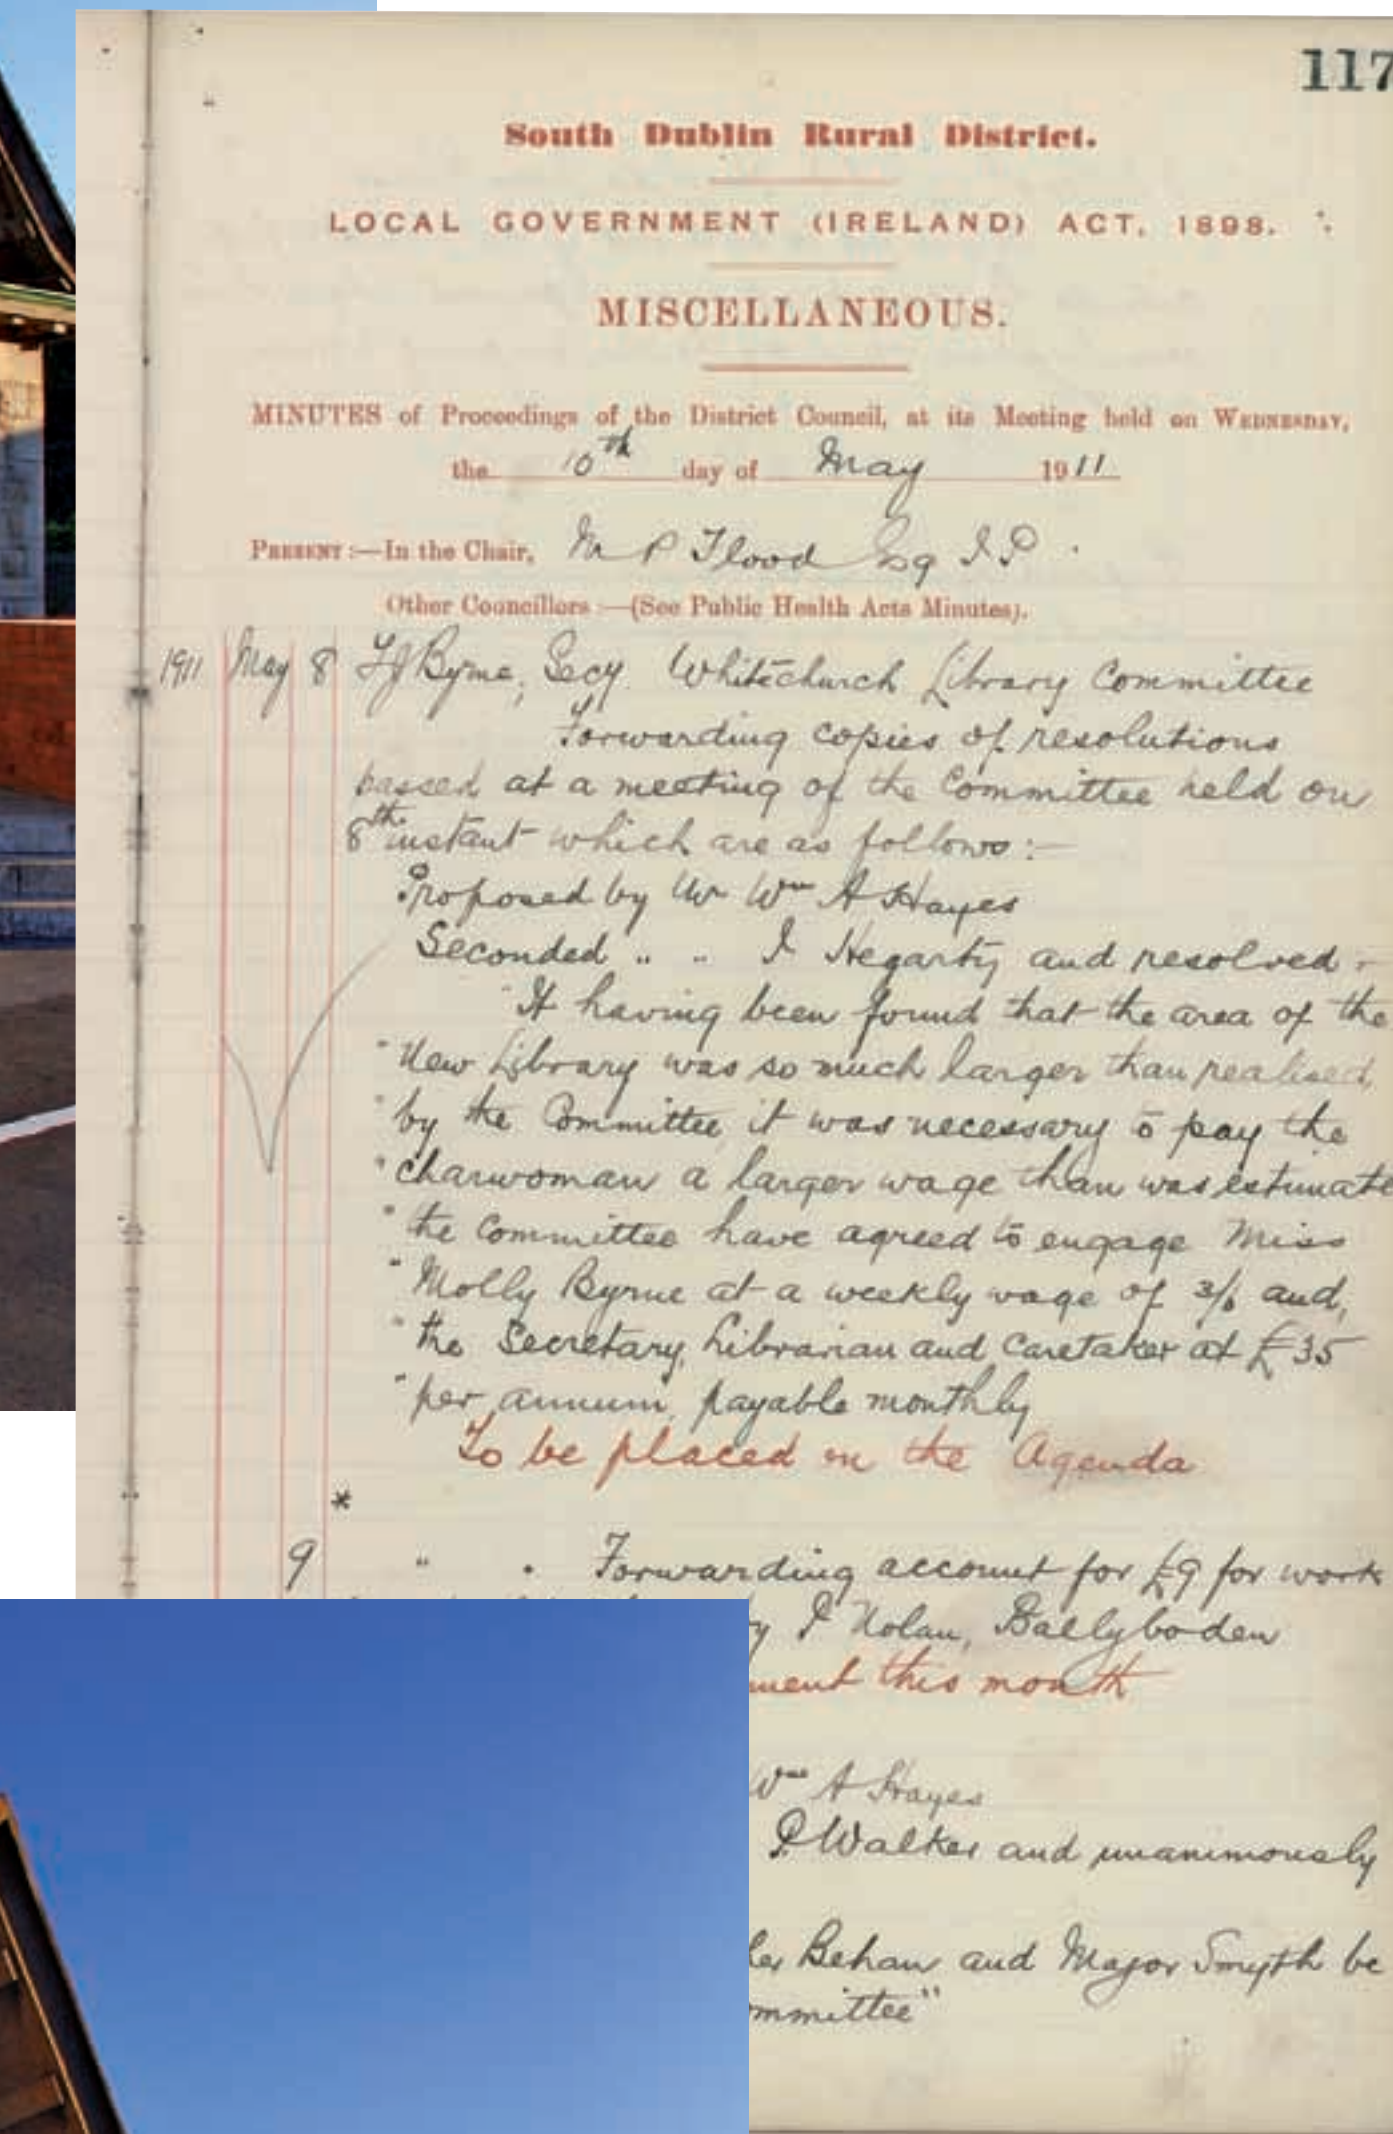 117
South Dublin Rural District.
LOCAL GOVERNMENT (IRELAND) ACT, 1898.
MISCELLANEOUS.
MINUTES of Proceedings of the District Council, at its Meeting held on WEDNESDAY,
the 10th day of May 1911
PRESENT:—In the Chair, M P Flood Esq J P.
Other Councillors:—(See Public Health Acts Minutes).
1911 May 8 Byrne, Secy. Whitechurch Library Committee
Forwarding copies of resolutions
passed at a meeting of the Committee held on
8th instant which are as follows:—
Proposed by Mr Wm A Hayes
Seconded " " Hegarty and resolved -
"It having been found that the area of the
"New Library was so much larger than realised
"by the Committee it was necessary to pay the
"charwoman a larger wage than was estimate
"the Committee have agreed to engage Miss
"Molly Byrne at a weekly wage of 3/6 and,
"the Secretary, Librarian and Caretaker at £35
"per annum payable monthly
To be placed on the Agenda
*
9 " " Forwarding account for £9 for work
y P Nolan, Ballyboden
ment this month
Wm A Hayes
P Walker and unanimously
ler Behan and Major Smyth be
mmittee"